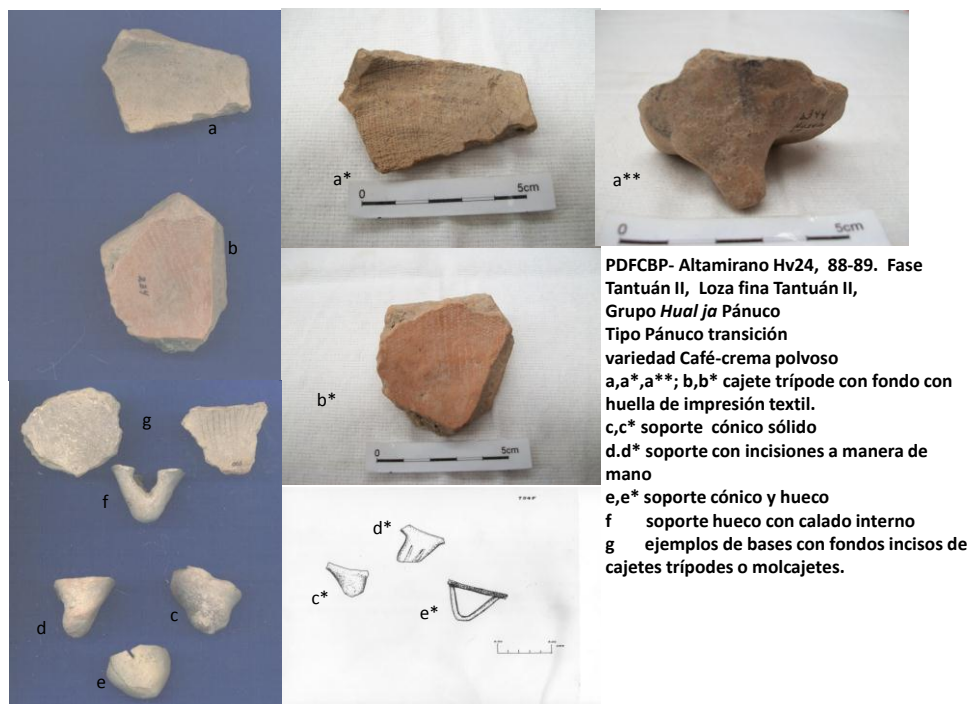 a
b
a*
0 5cm
a**
0 5cm
b*
0 5cm
g
f
d
c
e
d*
c*
e*
PDFCBP- Altamirano Hv24, 88-89. Fase
Tantuán II, Loza fina Tantuán II,
Grupo Hual ja Pánuco
Tipo Pánuco transición
variedad Café-crema polvoso
a,a*,a**; b,b* cajete trípode con fondo con
huella de impresión textil.
c,c* soporte cónico sólido
d.d* soporte con incisiones a manera de
mano
e,e* soporte cónico y hueco
f soporte hueco con calado interno
g ejemplos de bases con fondos incisos de
cajetes trípodes o molcajetes.